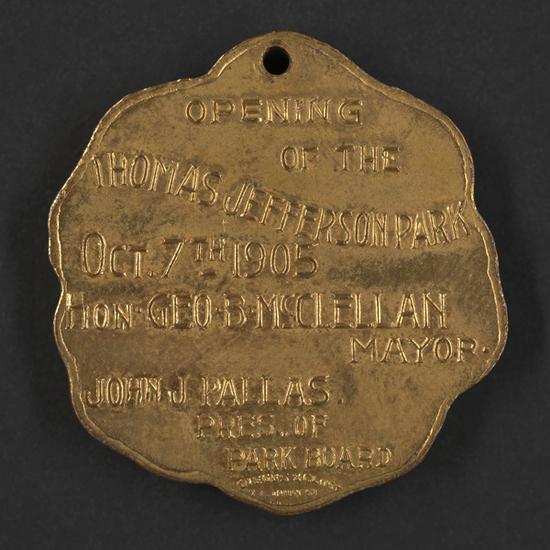 OPENING
OF THE
THOMAS JEFFERSON PARK
OCT. 7TH 1905
HON·GEO·B·MCCLELLAN
MAYOR·
JOHN J PALLAS.
PRES. OF
PARK BOARD